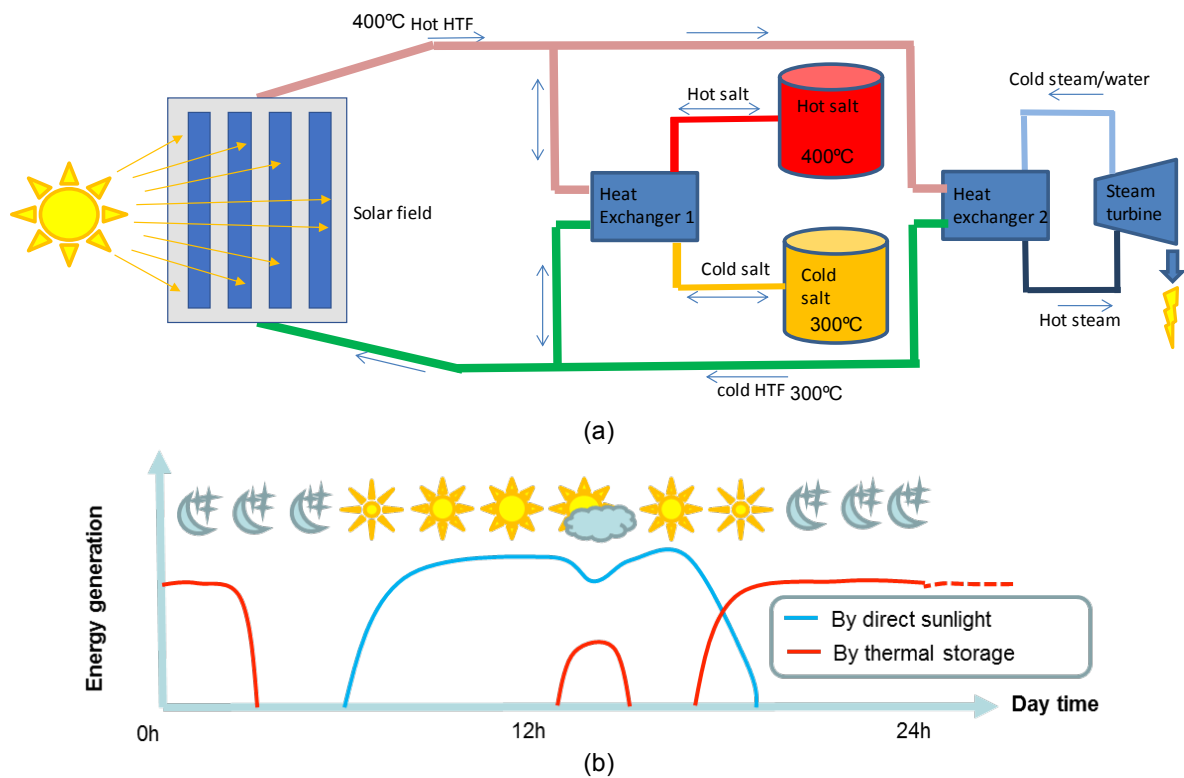 400ºC Hot HTF
Hot salt
Hot salt
400ºC
Cold steam/water
Solar field
Heat
Exchanger 1
Heat
exchanger 2
Steam
turbine
Cold salt
Cold
salt
300ºC
Hot steam
cold HTF 300ºC
(a)
Energy generation
By direct sunlight
By thermal storage
Day time
0h
12h
24h
(b)